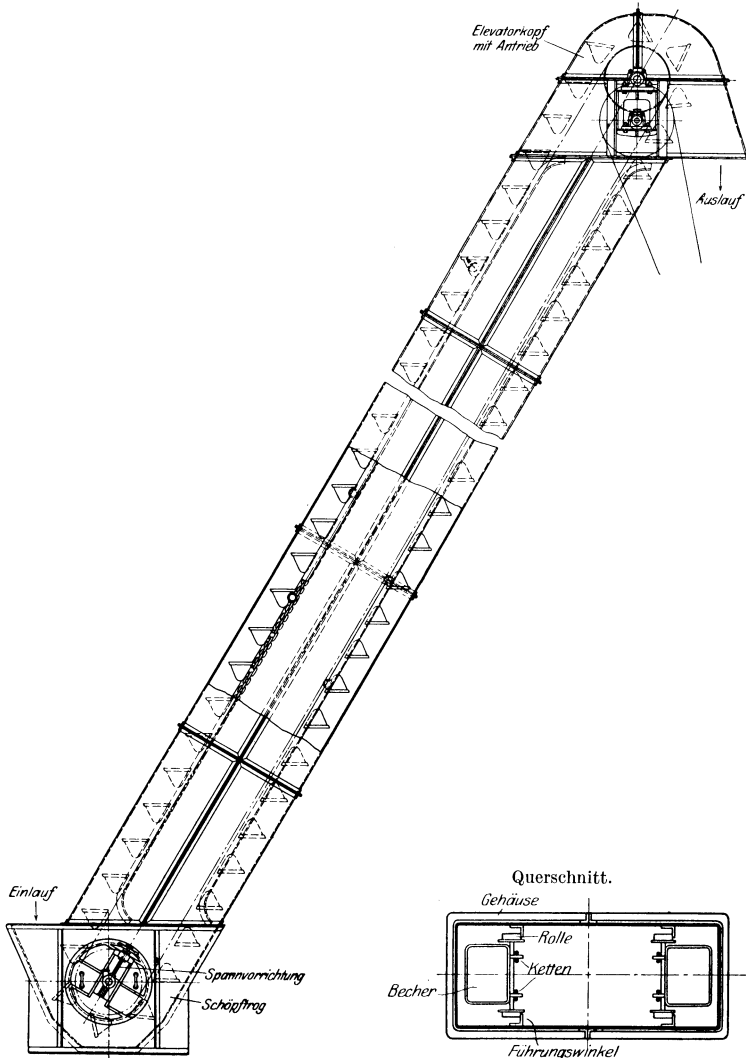 Elevatorkopf
mit Antrieb
Auslauf
Einlauf
Spannvorrichtung
Schöpftrog
Querschnitt.
Gehäuse
Rolle
Ketten
Becher
Führungswinkel